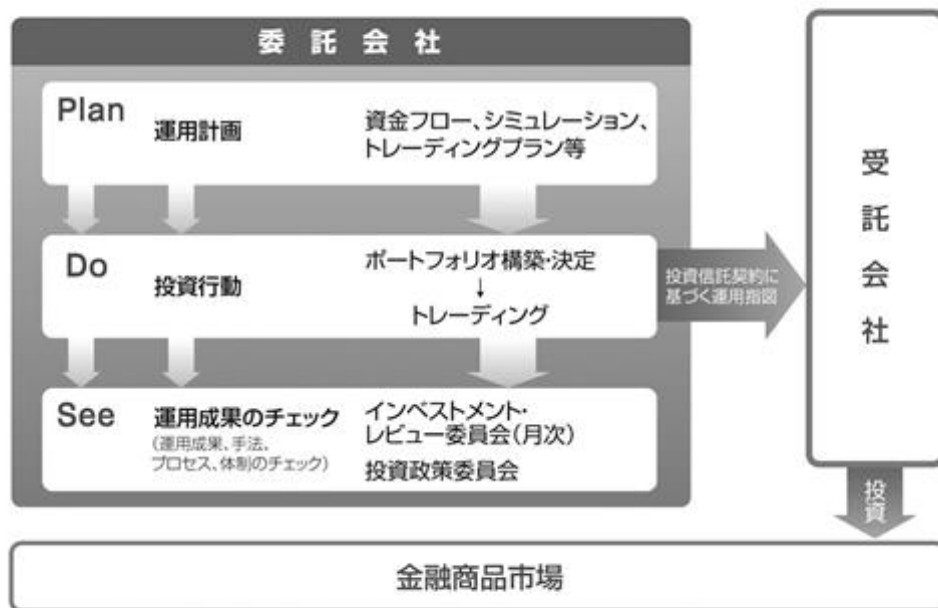 委託会社
Plan
運用計画
資金フロー、シミュレーション、
トレーディングプラン等
Do
投資行動
ポートフォリオ構築・決定
↓
トレーディング
投資信託契約に
基づく運用指図
See
運用成果のチェック
(運用成果、手法、
プロセス、体制のチェック)
インベストメント・
レビュー委員会(月次)
投資政策委員会
受託会社
投資
金融商品市場